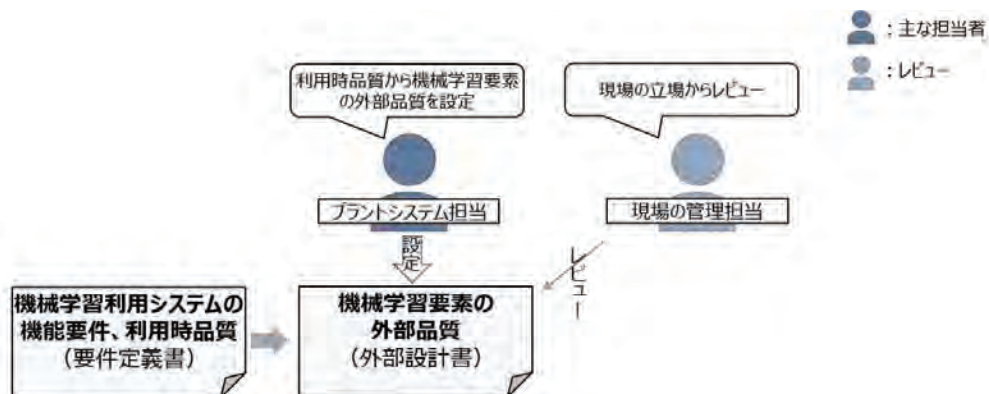 ：主な担当者
：レビュー
利用時品質から機械学習要素
の外部品質を設定
現場の立場からレビュー
プラントシステム担当
現場の管理担当
設定
レビュー
機械学習利用システムの
機能要件、利用時品質
（要件定義書）
機械学習要素の
外部品質
（外部設計書）